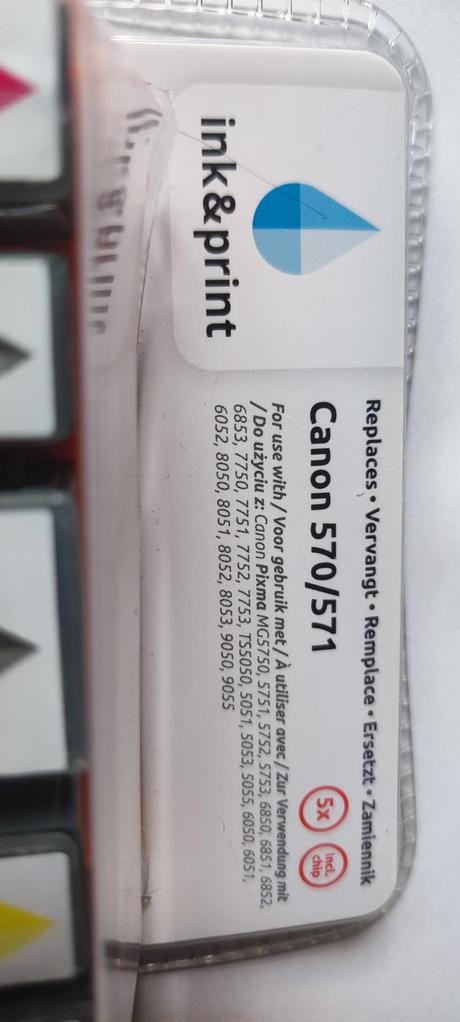 ink&print
Replaces • Vervangt • Remplace • Ersetzt • Zamiennik
Canon 570/571
5x
incl.
chip
For use with / Voor gebruik met / À utiliser avec / Zur Verwendung mit
/ Do użyciu z: Canon Pixma MG5750, 5751, 5752, 5753, 6850, 6851, 6852,
6853, 7750, 7751, 7752, 7753, TS5050, 5051, 5053, 5055, 6050, 6051,
6052, 8050, 8051, 8052, 8053, 9050, 9055